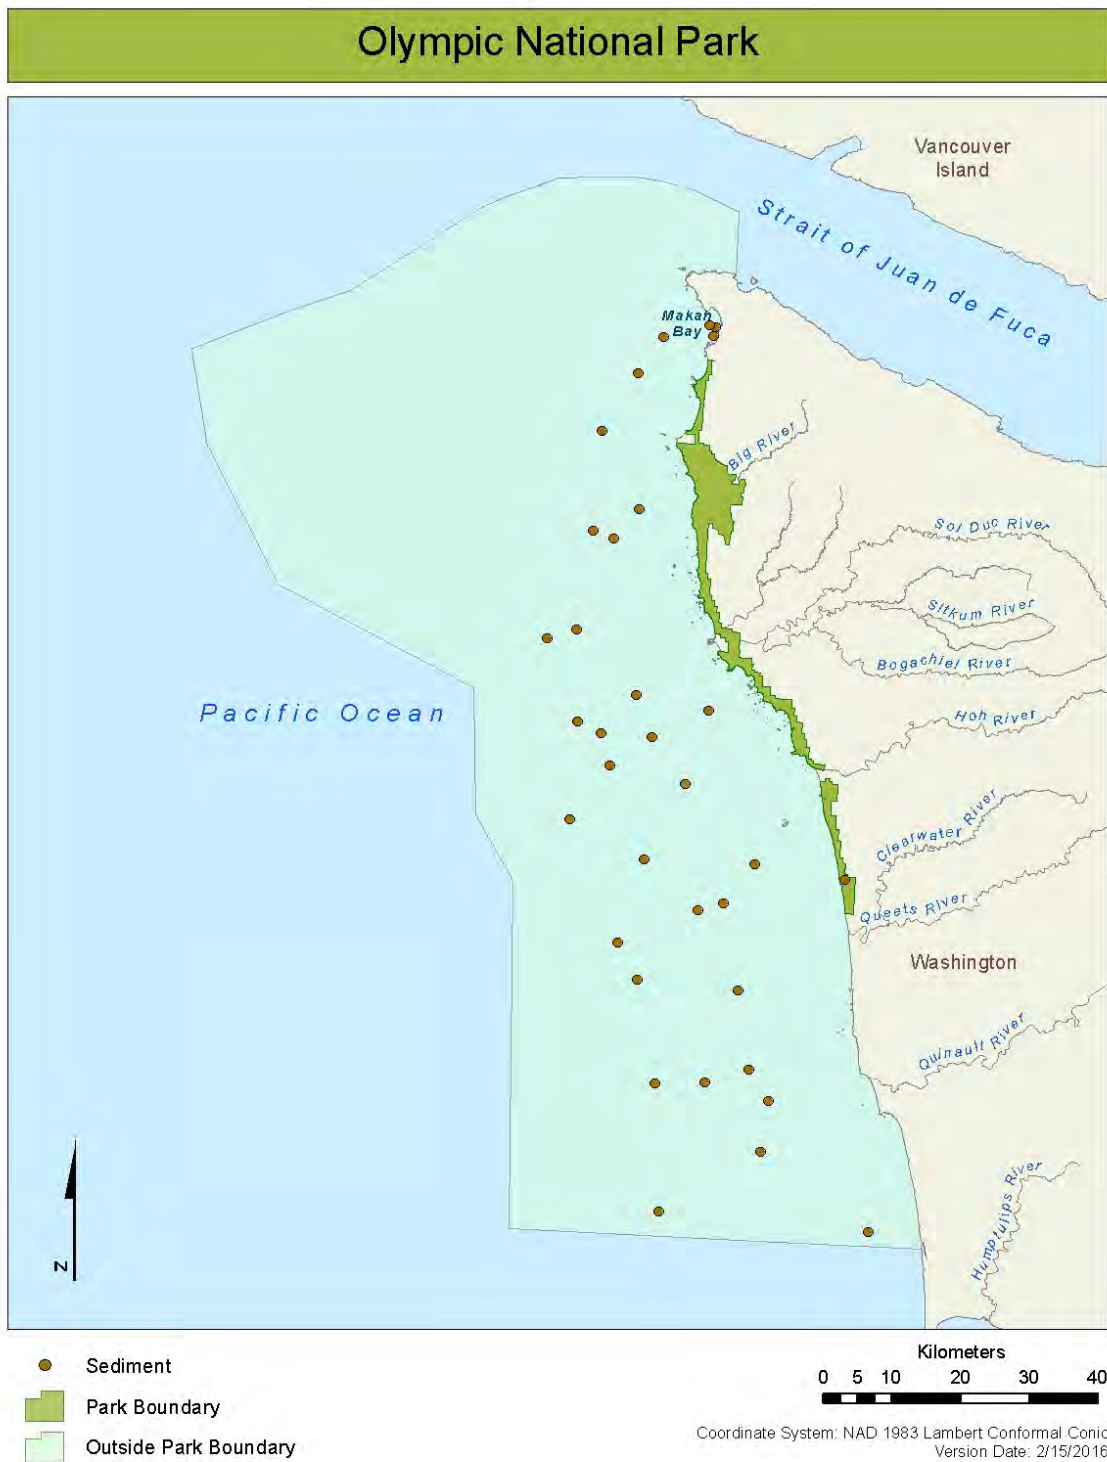 Olympic National Park
Vancouver
Island
Strait of Juan de Fuca
Makah
Bay
Big River
Sol Duc River
Sitkum River
Bogachiel River
Pacific Ocean
Hoh River
Clearwater River
Queets River
Washington
Quinault River
Humptulips River
N
Sediment
Park Boundary
Outside Park Boundary
Kilometers
0 5 10 20 30 40
Coordinate System: NAD 1983 Lambert Conformal Conic
Version Date: 2/15/2016